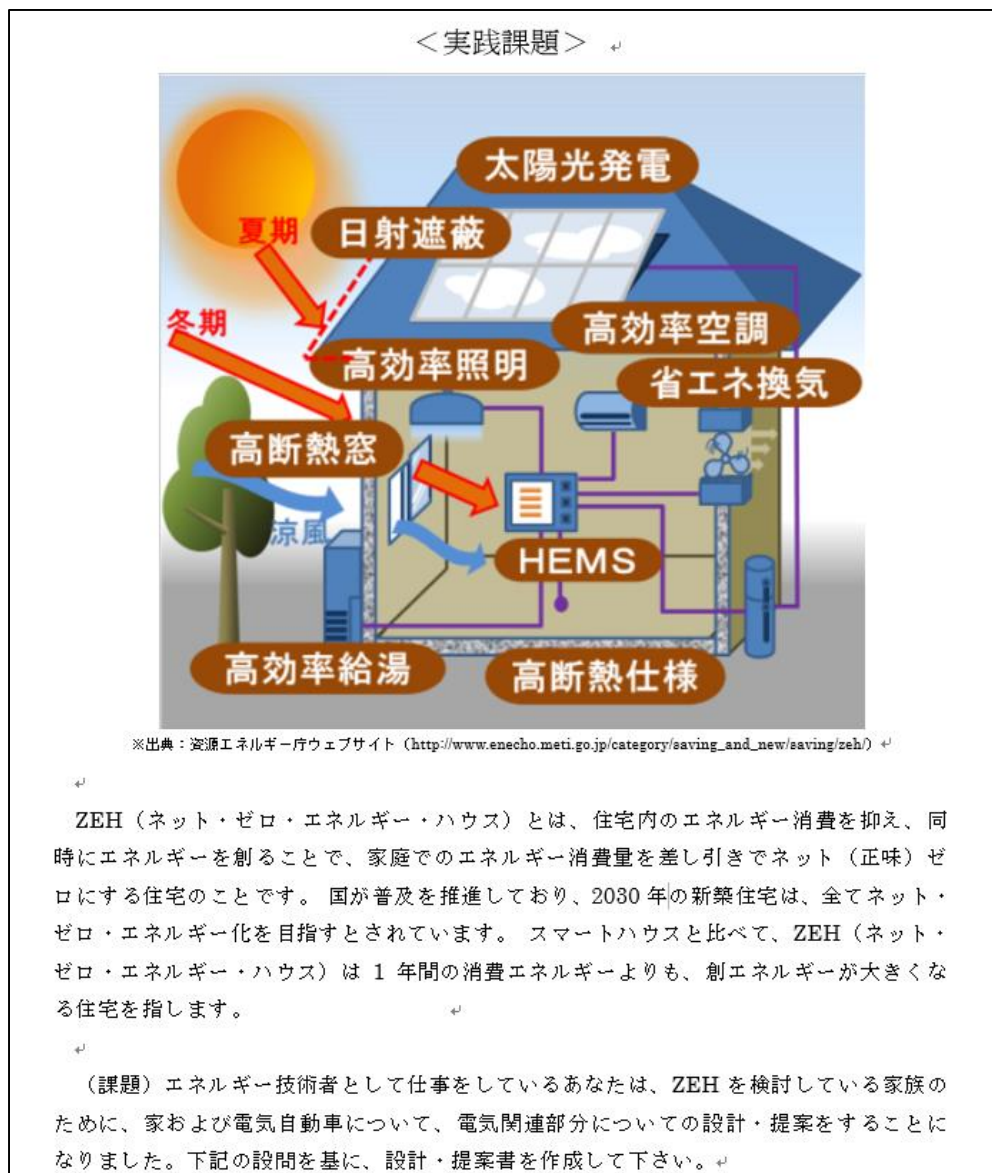 ＜実践課題＞
太陽光発電
夏期
日射遮蔽
冬期
高効率照明
高効率空調
省エネ換気
高断熱窓
涼風
HEMS
高効率給湯
高断熱仕様
※出典：資源エネルギー庁ウェブサイト（http://www.enecho.meti.go.jp/category/saving_and_new/saving/zeh/）
ZEH（ネット・ゼロ・エネルギー・ハウス）とは、住宅内のエネルギー消費を抑え、同
時にエネルギーを創ることで、家庭でのエネルギー消費量を差し引きでネット（正味）ゼ
ロにする住宅のことです。 国が普及を推進しており、2030 年の新築住宅は、全てネット・
ゼロ・エネルギー化を目指すとされています。 スマートハウスと比べて、ZEH（ネット・
ゼロ・エネルギー・ハウス）は 1 年間の消費エネルギーよりも、創エネルギーが大きくな
る住宅を指します。
（課題）エネルギー技術者として仕事をしているあなたは、ZEH を検討している家族の
ために、家および電気自動車について、電気関連部分についての設計・提案をすることに
なりました。下記の設問を基に、設計・提案書を作成して下さい。